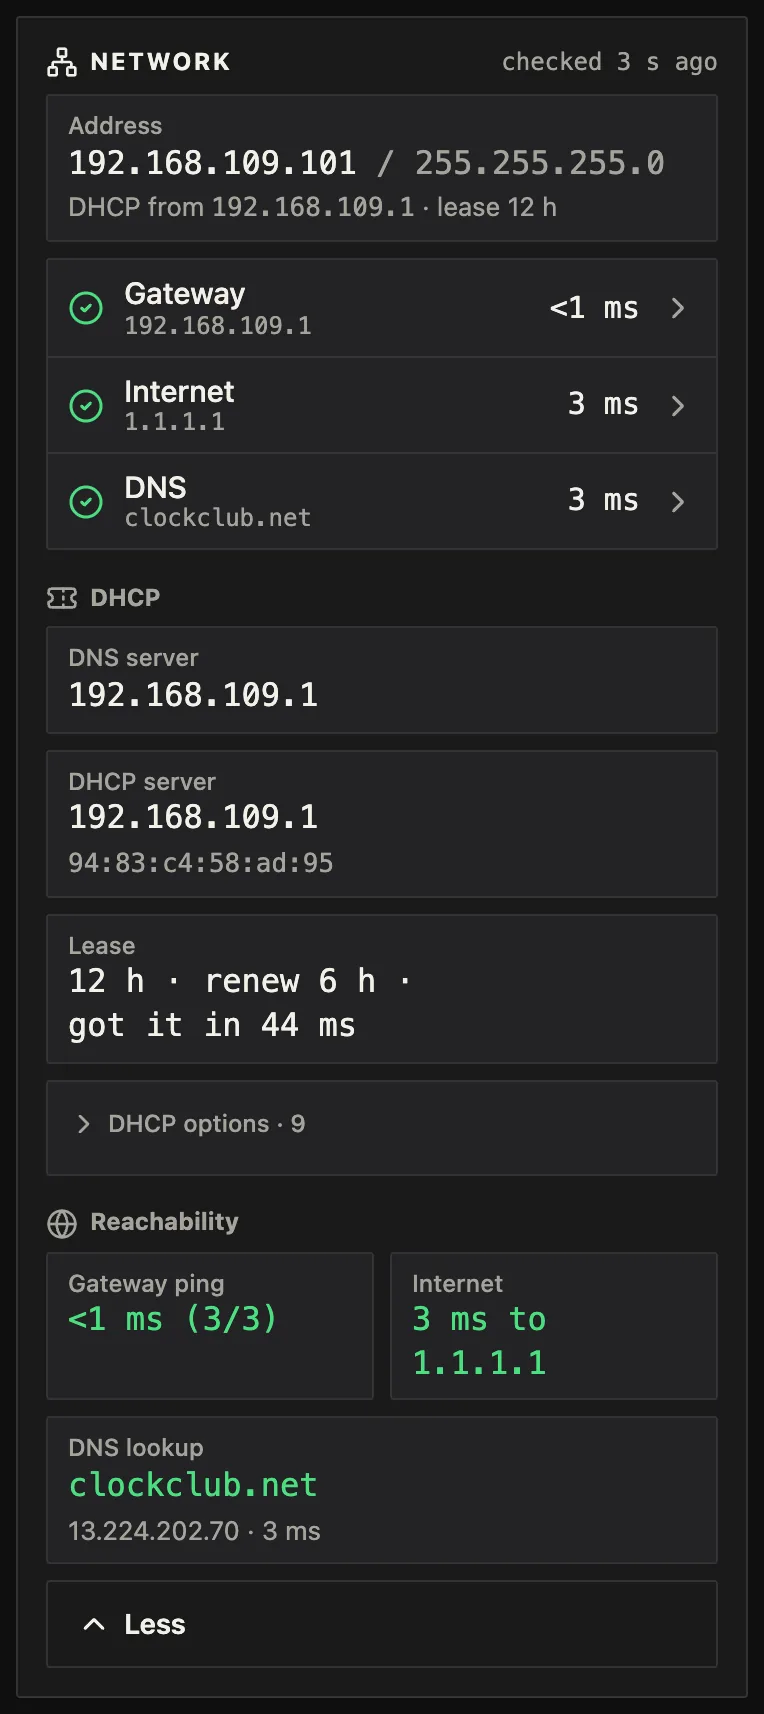 NETWORK
checked 3 s ago
Address
192.168.109.101 / 255.255.255.0
DHCP from 192.168.109.1 · lease 12 h
Gateway
<1 ms
192.168.109.1
Internet
3 ms
1.1.1.1
DNS
3 ms
clockclub.net
DHCP
DNS server
192.168.109.1
DHCP server
192.168.109.1
94:83:c4:58:ad:95
Lease
12 h · renew 6 h ·
got it in 44 ms
DHCP options · 9
Reachability
Gateway ping
<1 ms (3/3)
Internet
3 ms to
1.1.1.1
DNS lookup
clockclub.net
13.224.202.70 · 3 ms
Less